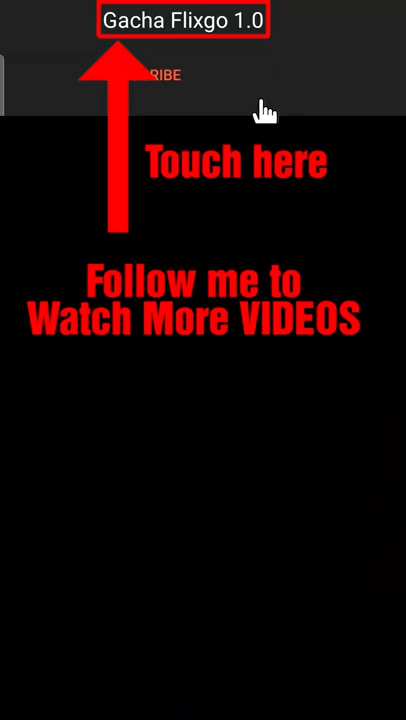 Gacha Flixgo 1.0
RIBE
Touch here
Follow me to
Watch More VIDEOS